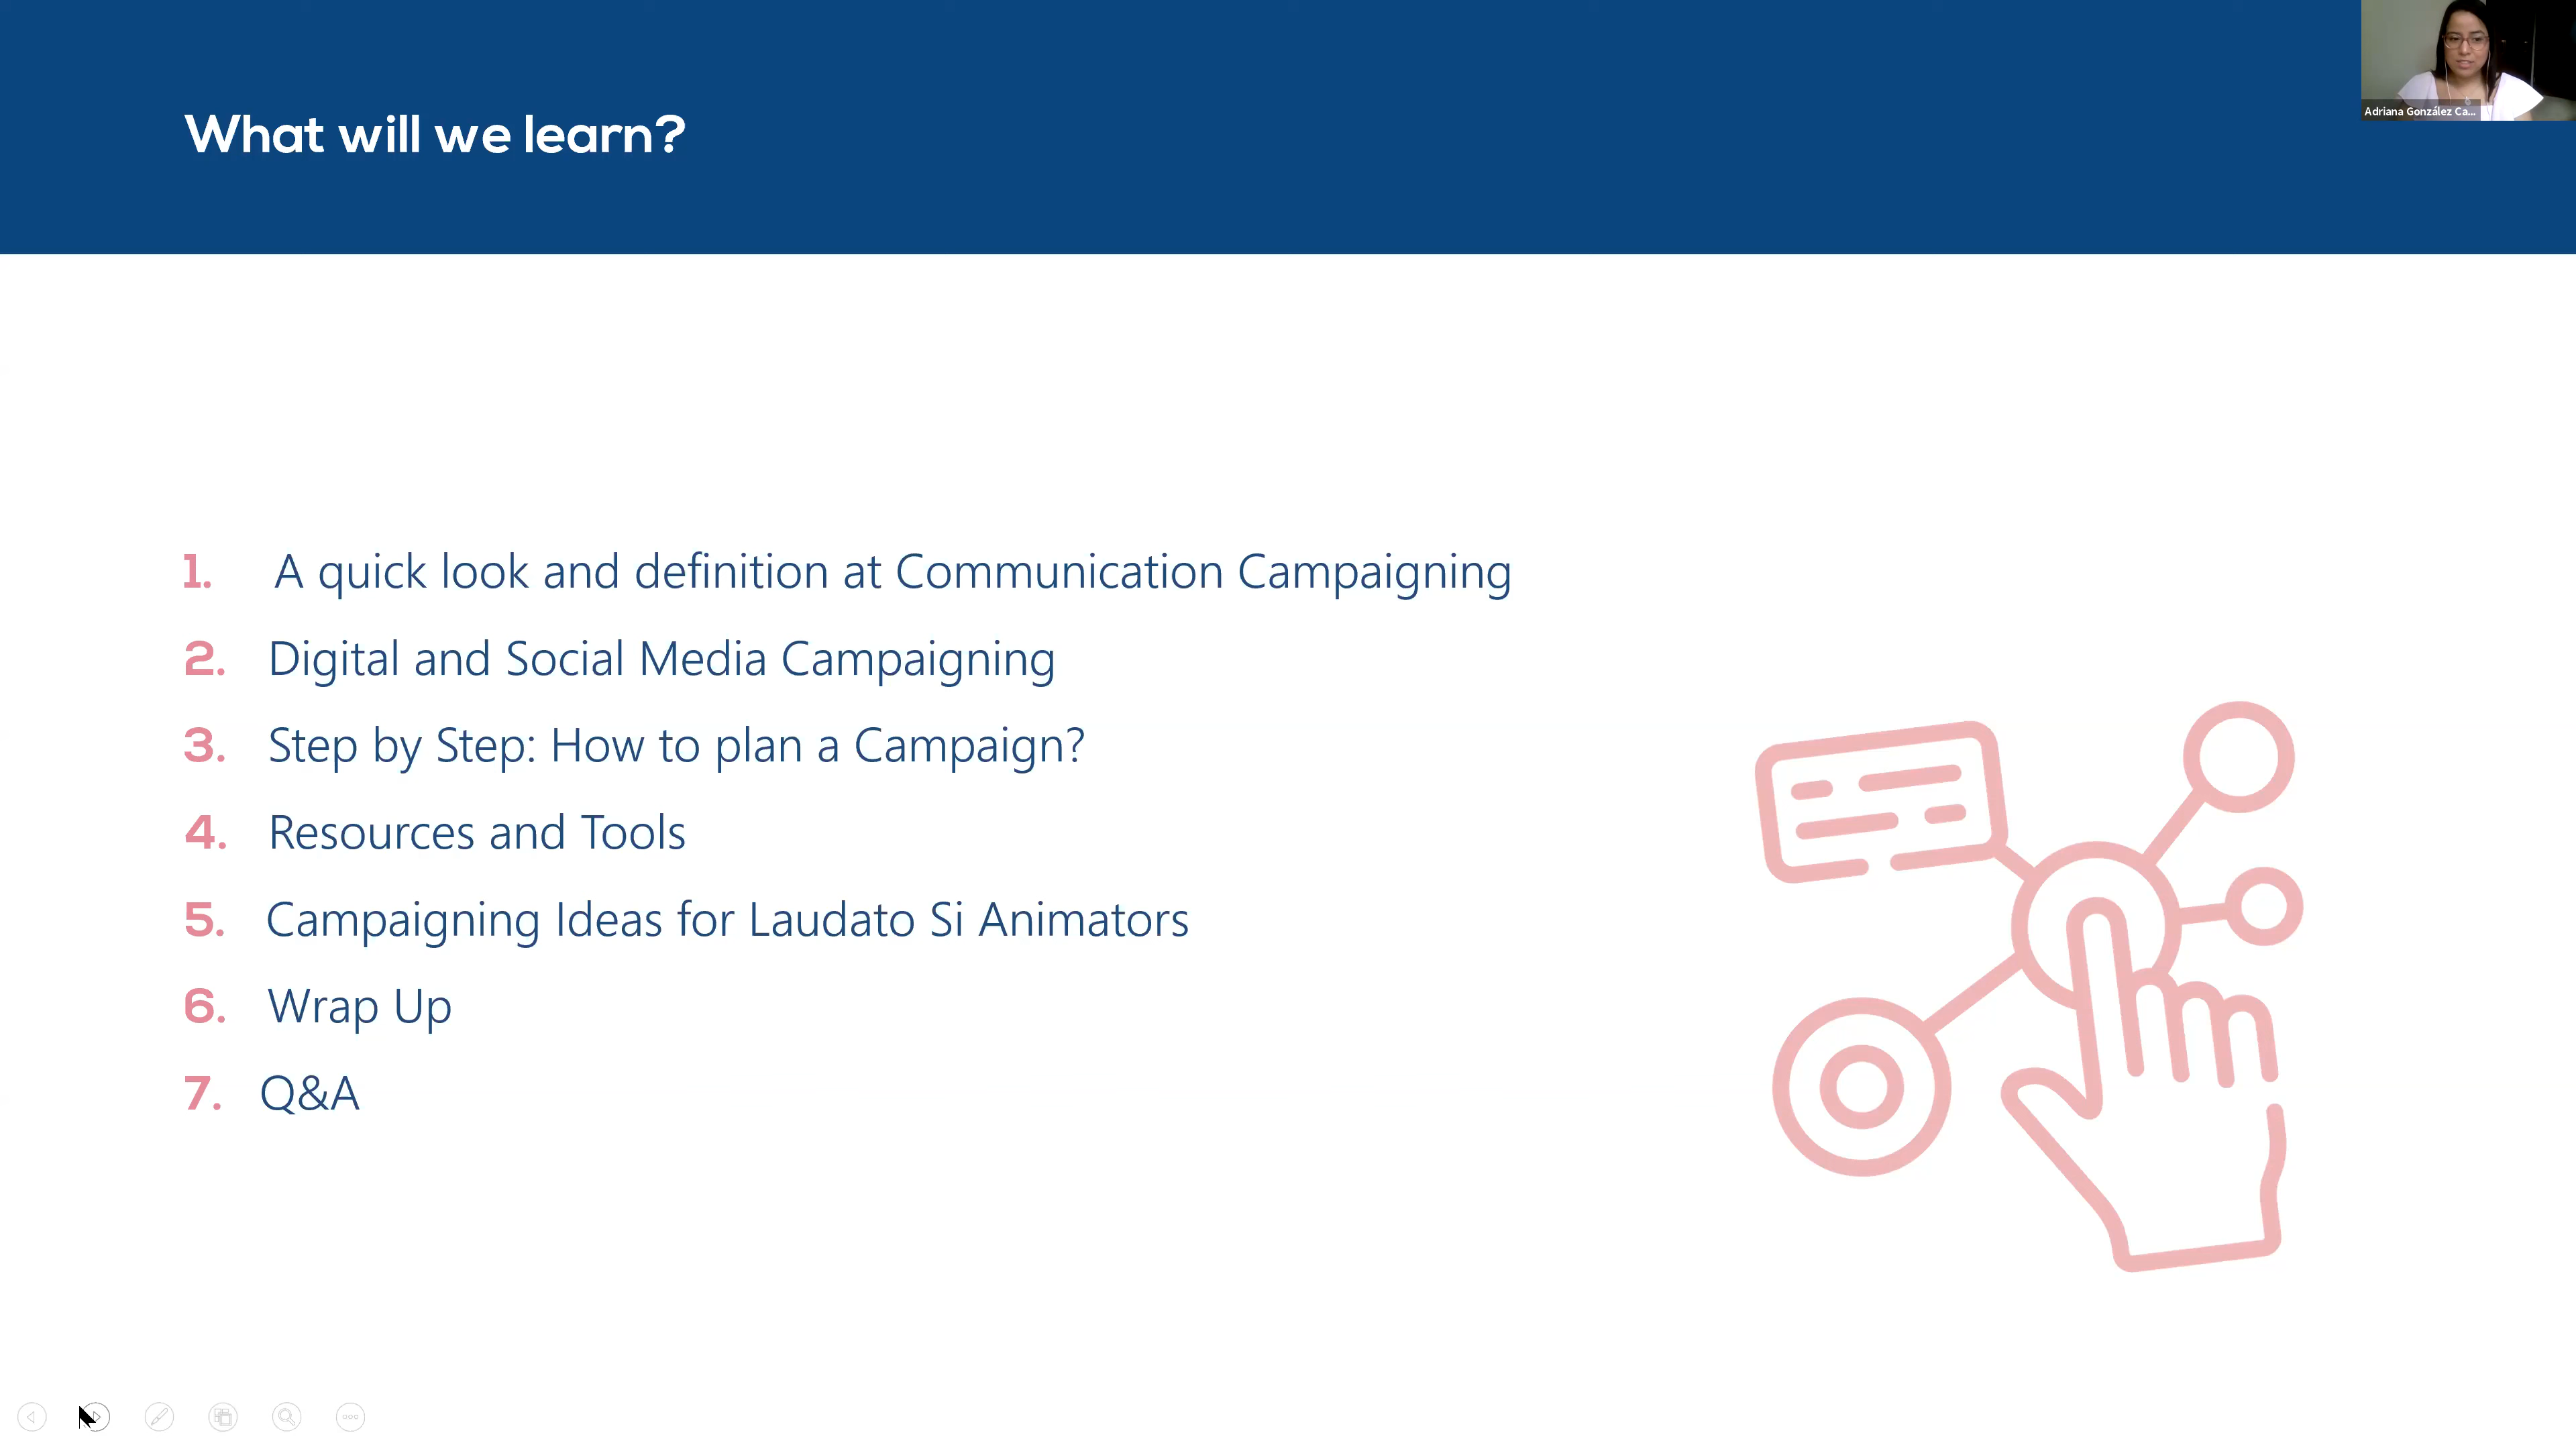 What will we learn?
Adriana González Ca...
1. A quick look and definition at Communication Campaigning
2. Digital and Social Media Campaigning
3. Step by Step: How to plan a Campaign?
4. Resources and Tools
5. Campaigning Ideas for Laudato Si Animators
6. Wrap Up
7. Q&A